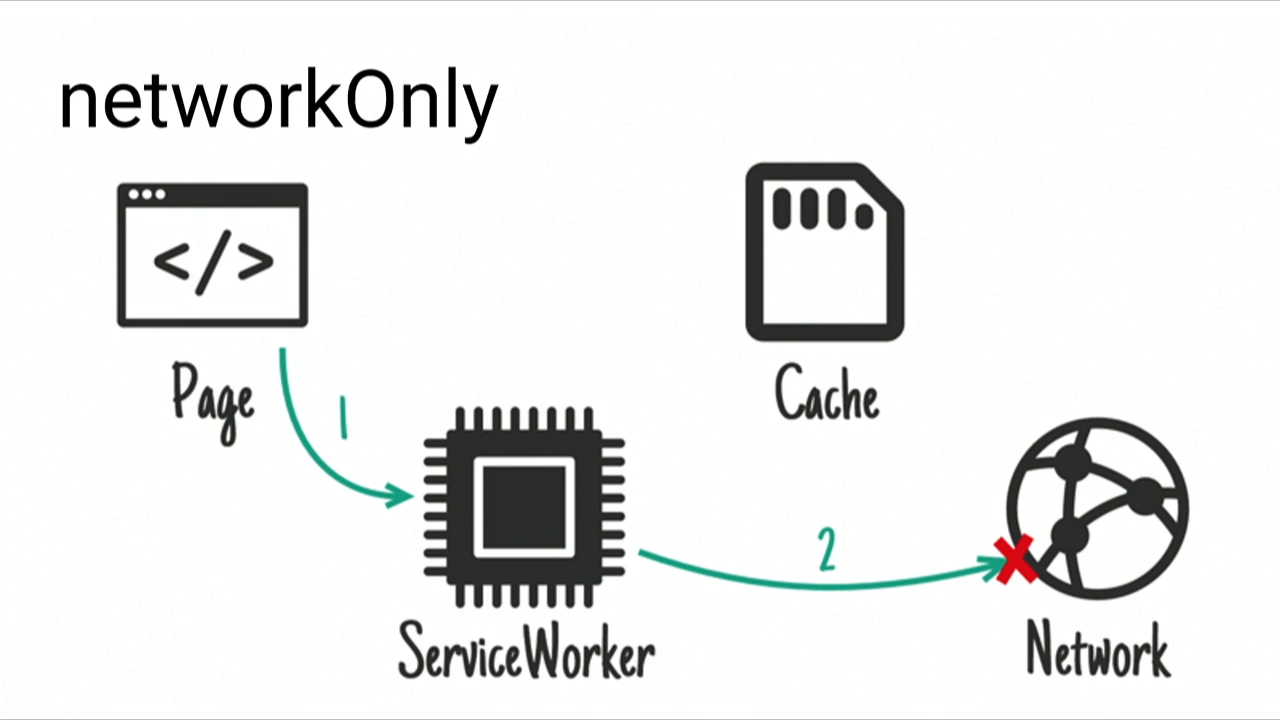 networkOnly
</>
Page
1
Cache
2
ServiceWorker
Network